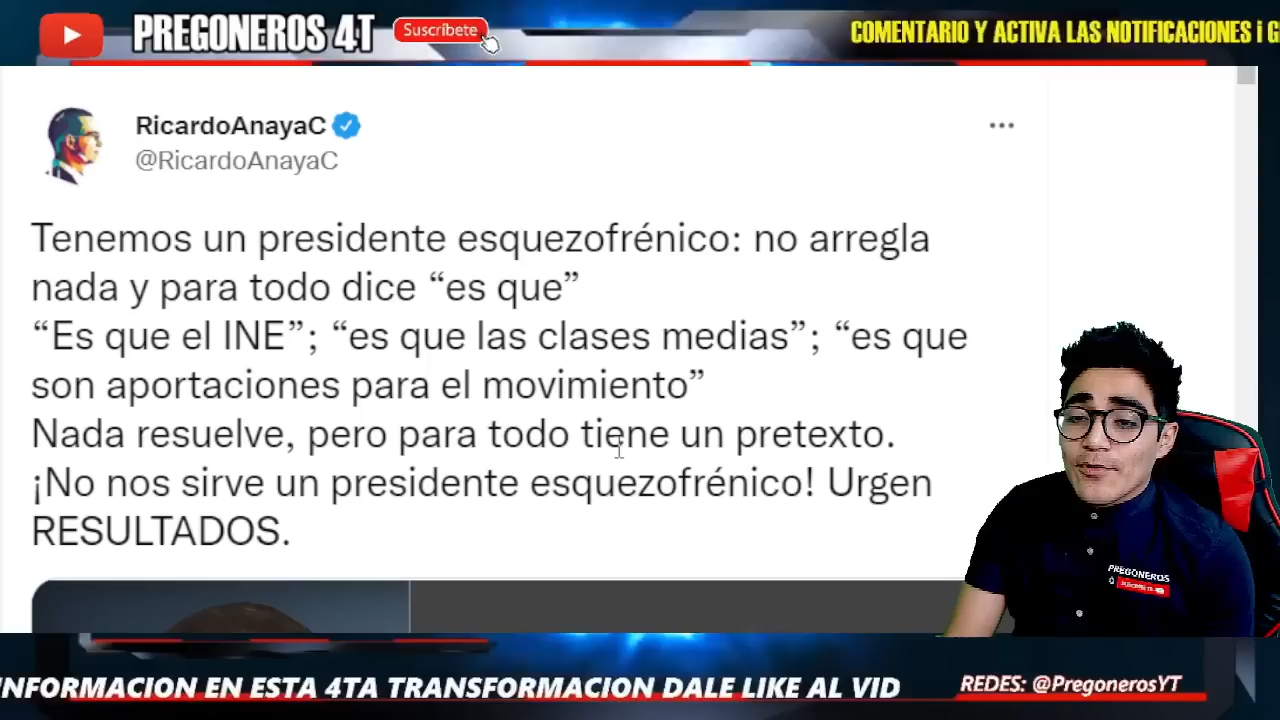 PREGONEROS 4T
Suscríbete
COMENTARIO Y ACTIVA LAS NOTIFICACIONES ¡ G
RicardoAnayaC
@RicardoAnayaC
Tenemos un presidente esquezofrénico: no arregla
nada y para todo dice “es que”
“Es que el INE”; “es que las clases medias”; “es que
son aportaciones para el movimiento”
Nada resuelve, pero para todo tiene un pretexto.
¡No nos sirve un presidente esquezofrénico! Urgen
RESULTADOS.
PREGONEROS
SUSCRIBETE
INFORMACION EN ESTA 4TA TRANSFORMACION DALE LIKE AL VID
REDES: @PregonerosYT